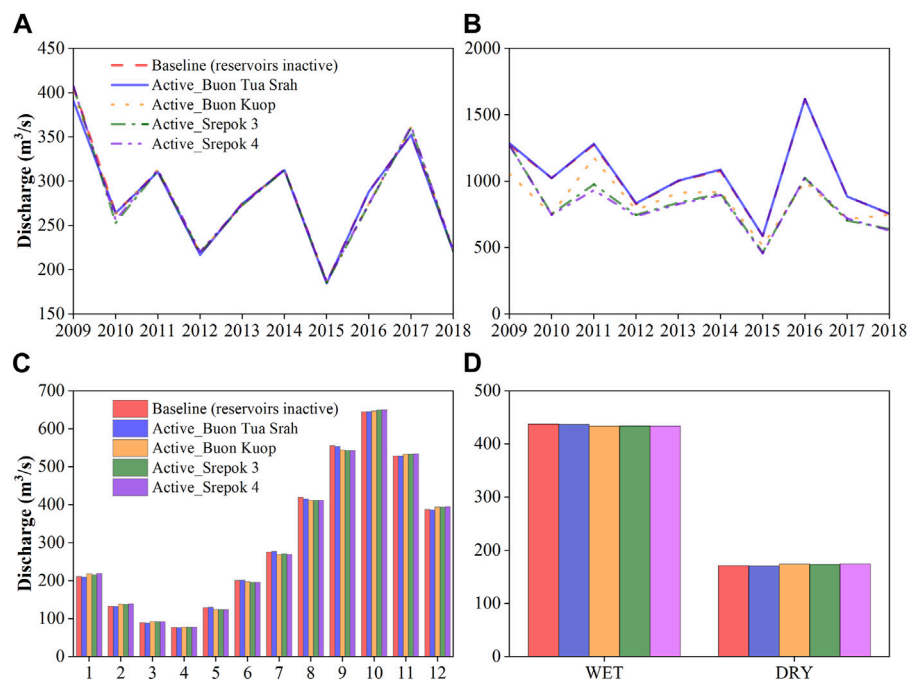 A
Discharge (m³/s)
450
400
350
300
250
200
150
2009 2010 2011 2012 2013 2014 2015 2016 2017 2018
Baseline (reservoirs inactive)
Active_Buon Tua Srah
Active_Buon Kuop
Active_Srepok 3
Active_Srepok 4
B
2000
1500
1000
500
0
2009 2010 2011 2012 2013 2014 2015 2016 2017 2018
C
Discharge (m³/s)
700
600
500
400
300
200
100
0
1 2 3 4 5 6 7 8 9 10 11 12
Baseline (reservoirs inactive)
Active_Buon Tua Srah
Active_Buon Kuop
Active_Srepok 3
Active_Srepok 4
D
500
400
300
200
100
0
WET DRY